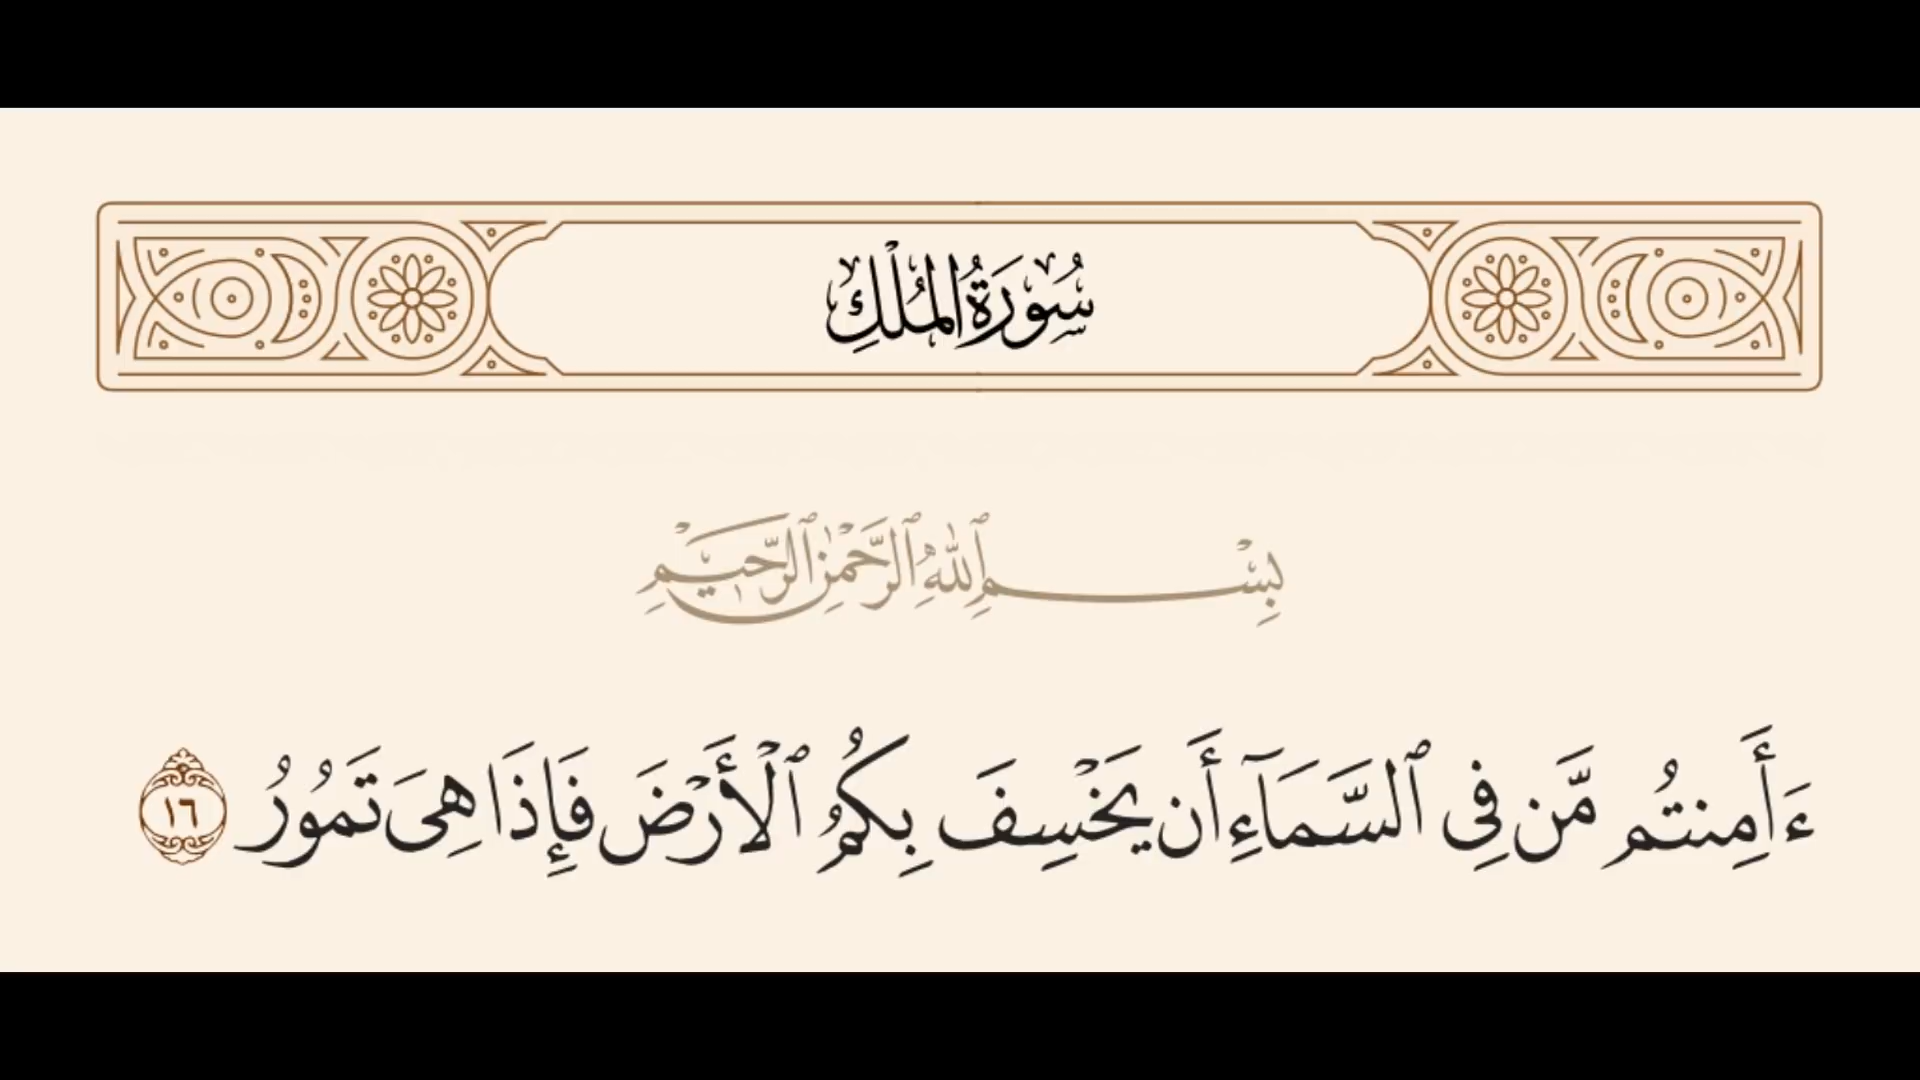 سُورَةُ المُلْكِ
بِسْمِ ٱللَّهِ ٱلرَّحْمَٰنِ ٱلرَّحِيمِ
ءَأَمِنتُم مَّن فِى ٱلسَّمَآءِ أَن يَخْسِفَ بِكُمُ ٱلْأَرْضَ فَإِذَا هِىَ تَمُورُ ١٦